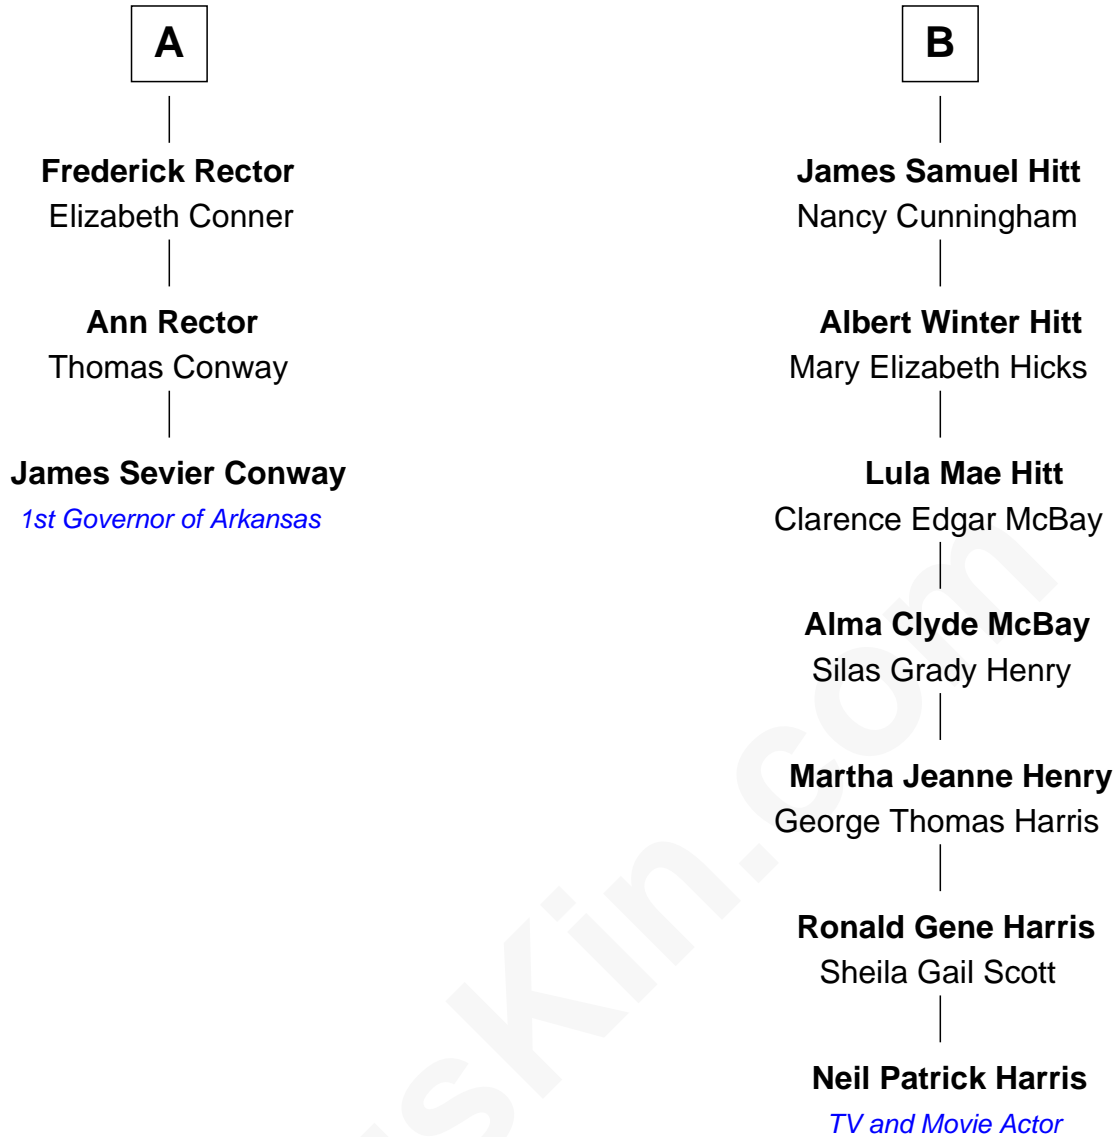 A
Frederick Rector
Elizabeth Conner
Ann Rector
Thomas Conway
James Sevier Conway
1st Governor of Arkansas
B
James Samuel Hitt
Nancy Cunningham
Albert Winter Hitt
Mary Elizabeth Hicks
Lula Mae Hitt
Clarence Edgar McBay
Alma Clyde McBay
Silas Grady Henry
Martha Jeanne Henry
George Thomas Harris
Ronald Gene Harris
Sheila Gail Scott
Neil Patrick Harris
TV and Movie Actor
sKin.com